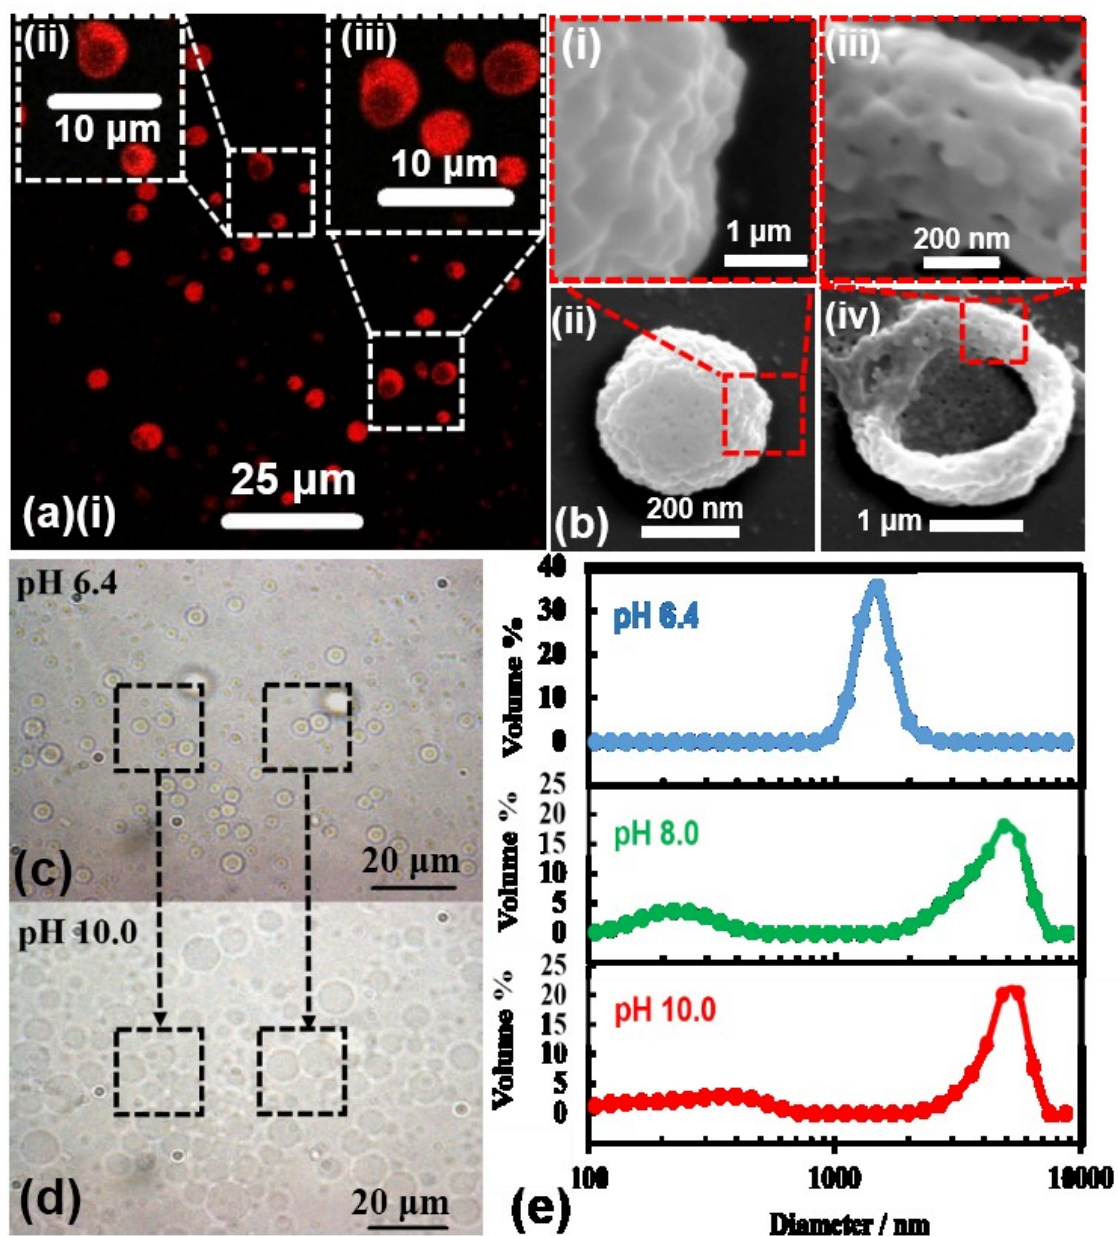 (ii)
10 µm
(iii)
10 µm
25 µm
(a)(i)
(i)
1 µm
(iii)
200 nm
(ii)
200 nm
(b)
(iv)
1 µm
pH 6.4
(c)
20 µm
pH 10.0
(d)
20 µm
Volume %
40
30
20
10
0
pH 6.4
Volume %
25
20
15
10
5
0
pH 8.0
Volume %
25
20
15
10
5
0
pH 10.0
100 1000 10000
(e)
Diameter / nm